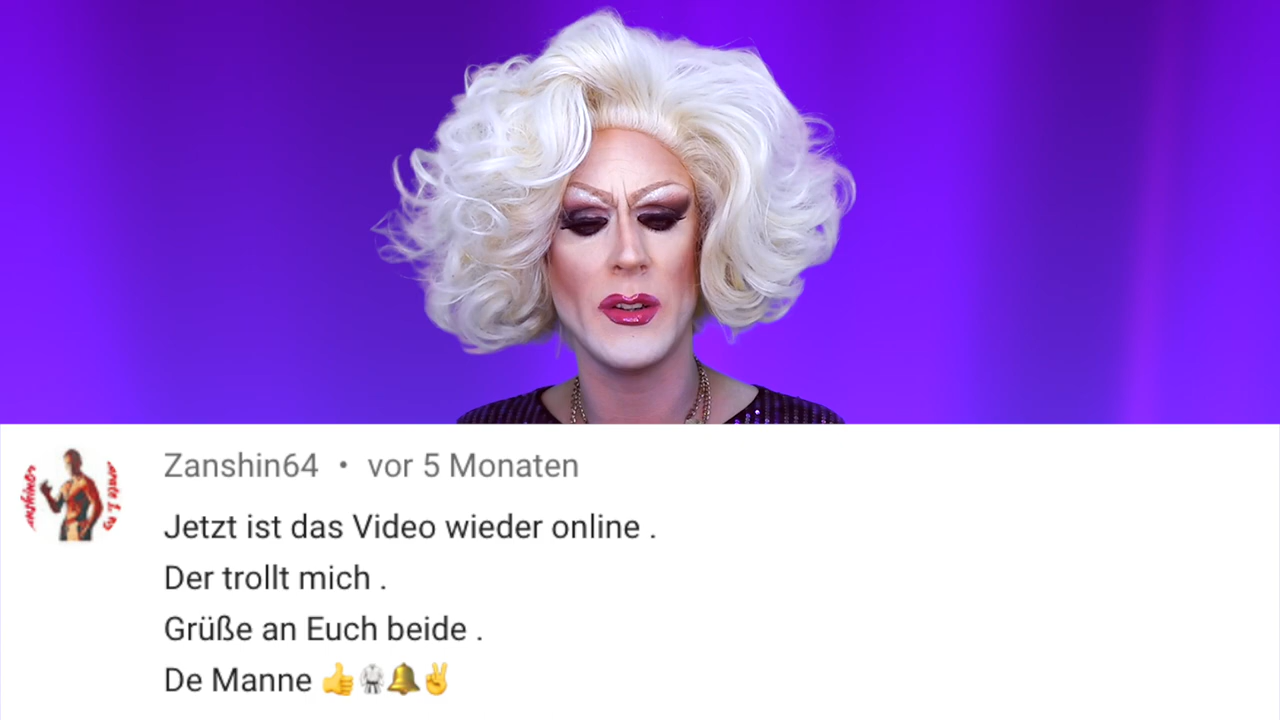 Zanshin64 • vor 5 Monaten
Jetzt ist das Video wieder online .
Der trollt mich .
Grüße an Euch beide .
De Manne 👍🥋🔔✌️